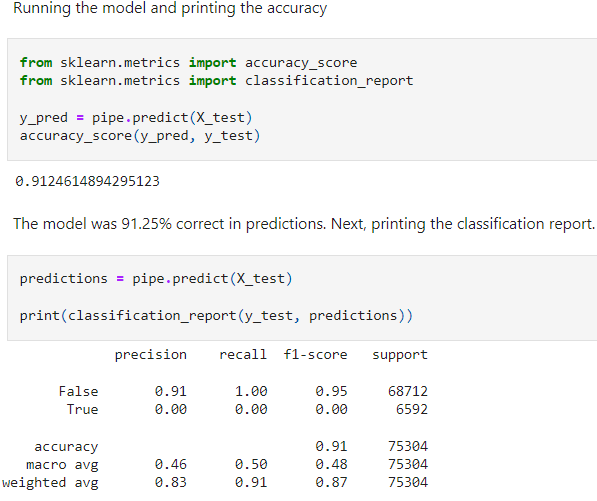 Running the model and printing the accuracy
from sklearn.metrics import accuracy_score
from sklearn.metrics import classification_report
y_pred = pipe.predict(X_test)
accuracy_score(y_pred, y_test)
0.9124614894295123
The model was 91.25% correct in predictions. Next, printing the classification report.
predictions = pipe.predict(X_test)
print(classification_report(y_test, predictions))
precision recall f1-score support
False 0.91 1.00 0.95 68712
True 0.00 0.00 0.00 6592
accuracy 0.91 75304
macro avg 0.46 0.50 0.48 75304
weighted avg 0.83 0.91 0.87 75304